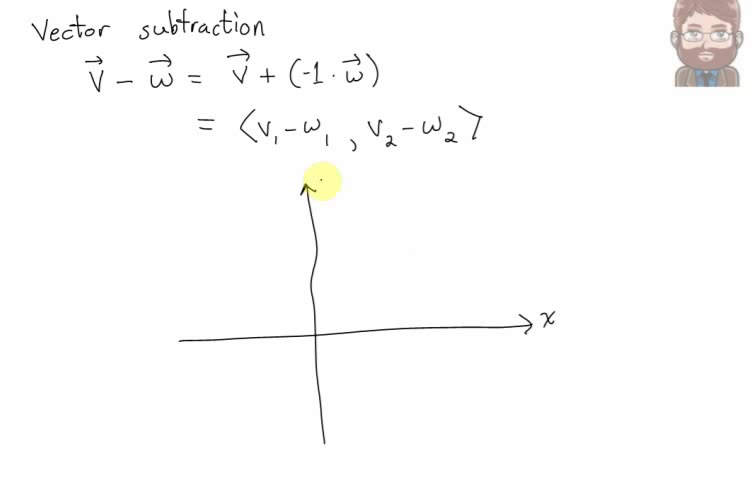 Vector subtraction
v⃗ − w⃗ = v⃗ + (-1 · w⃗)
= ⟨v₁ − w₁ , v₂ − w₂⟩
x